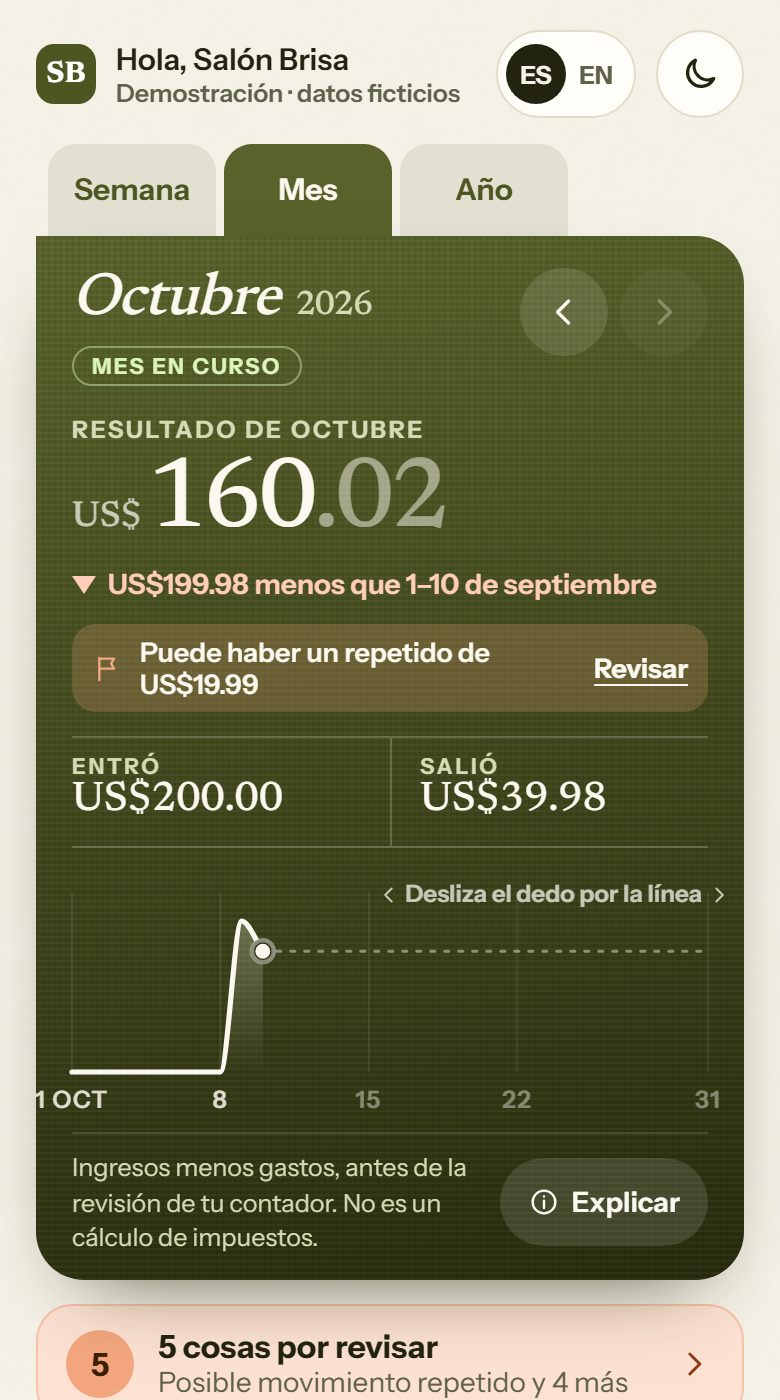 SB
Hola, Salón Brisa
Demostración · datos ficticios
ES EN
Semana Mes Año
Octubre 2026
MES EN CURSO
RESULTADO DE OCTUBRE
US$ 160.02
US$199.98 menos que 1–10 de septiembre
Puede haber un repetido de
US$19.99
Revisar
ENTRÓ SALIÓ
US$200.00 US$39.98
Desliza el dedo por la línea
1 OCT 8 15 22 31
Ingresos menos gastos, antes de la
revisión de tu contador. No es un
cálculo de impuestos.
Explicar
5
5 cosas por revisar
Posible movimiento repetido y 4 más